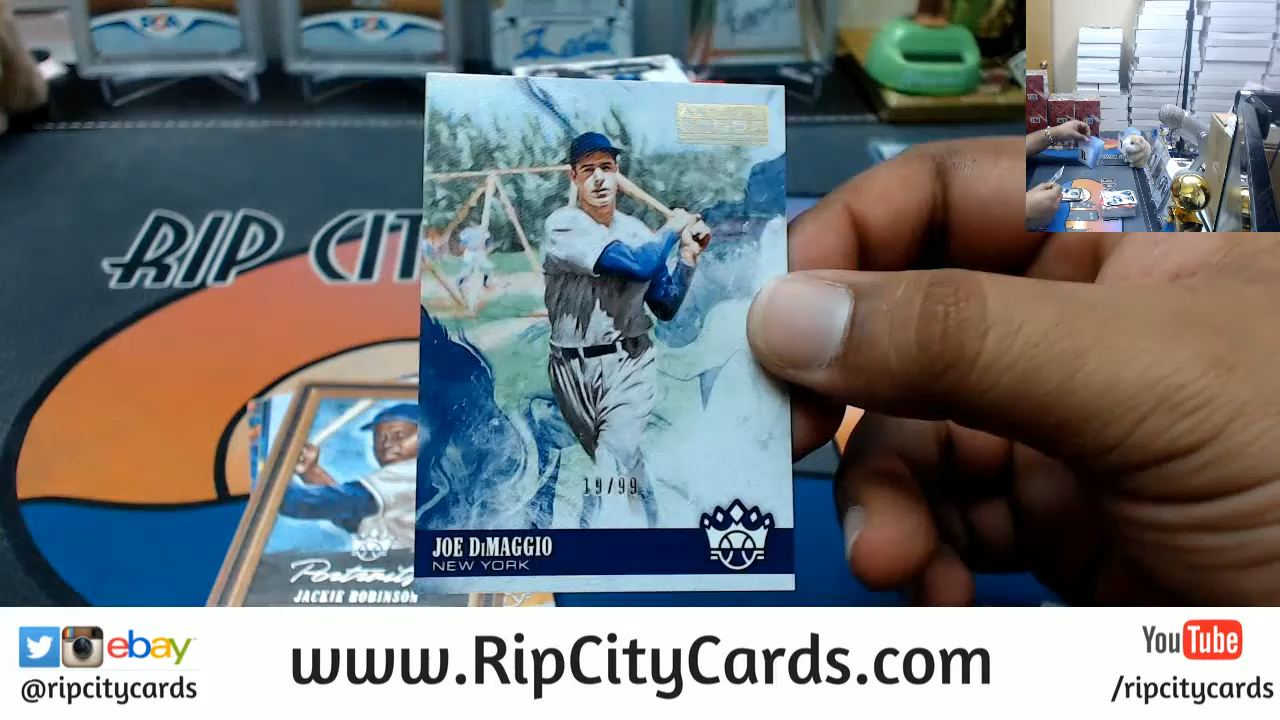 RIP CIT
19/99
JOE DiMAGGIO
NEW YORK
Portraits
JACKIE ROBINSON
ebay
@ripcitycards
www.RipCityCards.com
YouTube
/ripcitycards